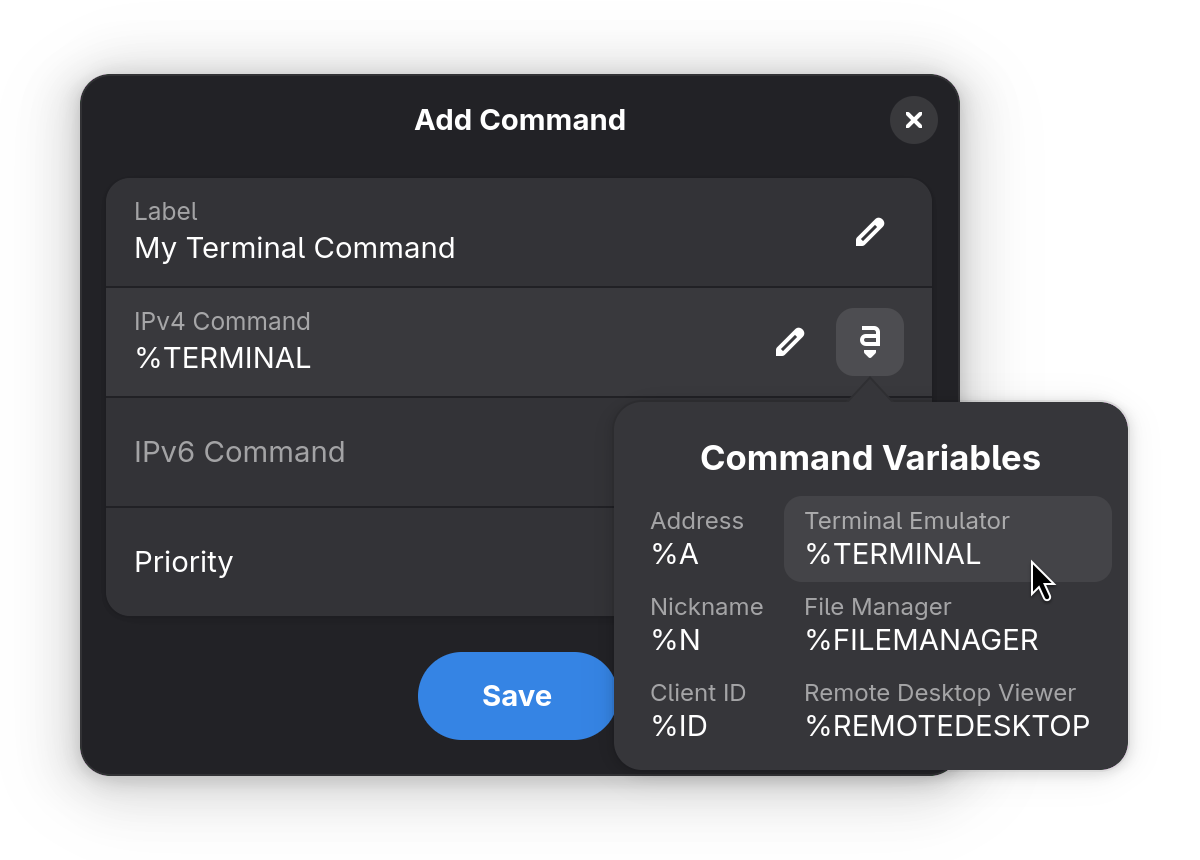 Add Command
Label
My Terminal Command
IPv4 Command
%TERMINAL
IPv6 Command
Priority
Save
Command Variables
Address
%A
Terminal Emulator
%TERMINAL
Nickname
%N
File Manager
%FILEMANAGER
Client ID
%ID
Remote Desktop Viewer
%REMOTEDESKTOP